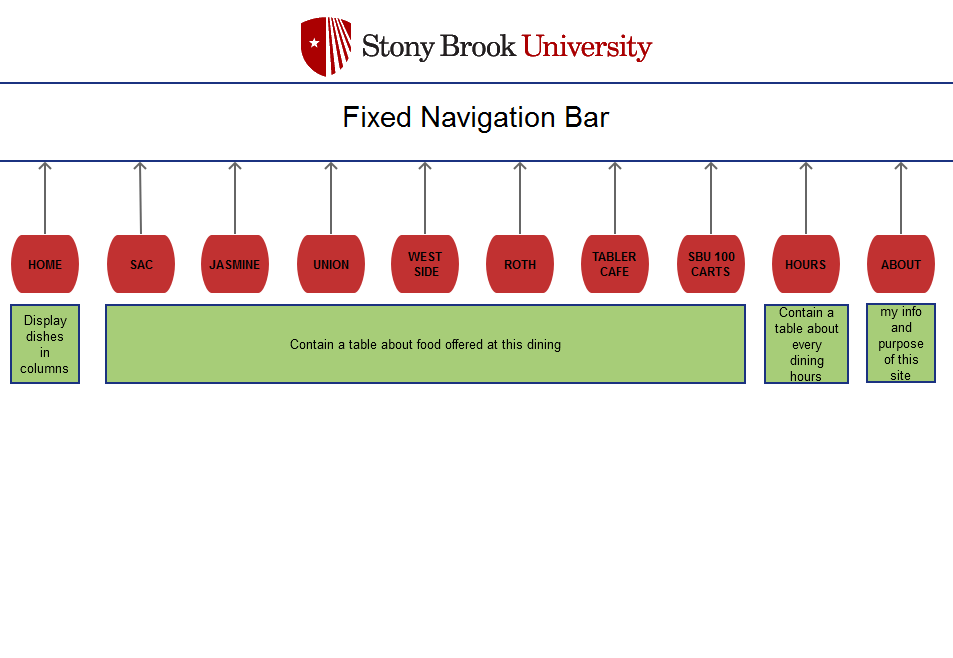 Stony Brook University
Fixed Navigation Bar
HOME
SAC
JASMINE
UNION
WEST
SIDE
ROTH
TABLER
CAFE
SBU 100
CARTS
HOURS
ABOUT
Display
dishes
in
columns
Contain a table about food offered at this dining
Contain a
table about
every
dining
hours
my info
and
purpose
of this
site